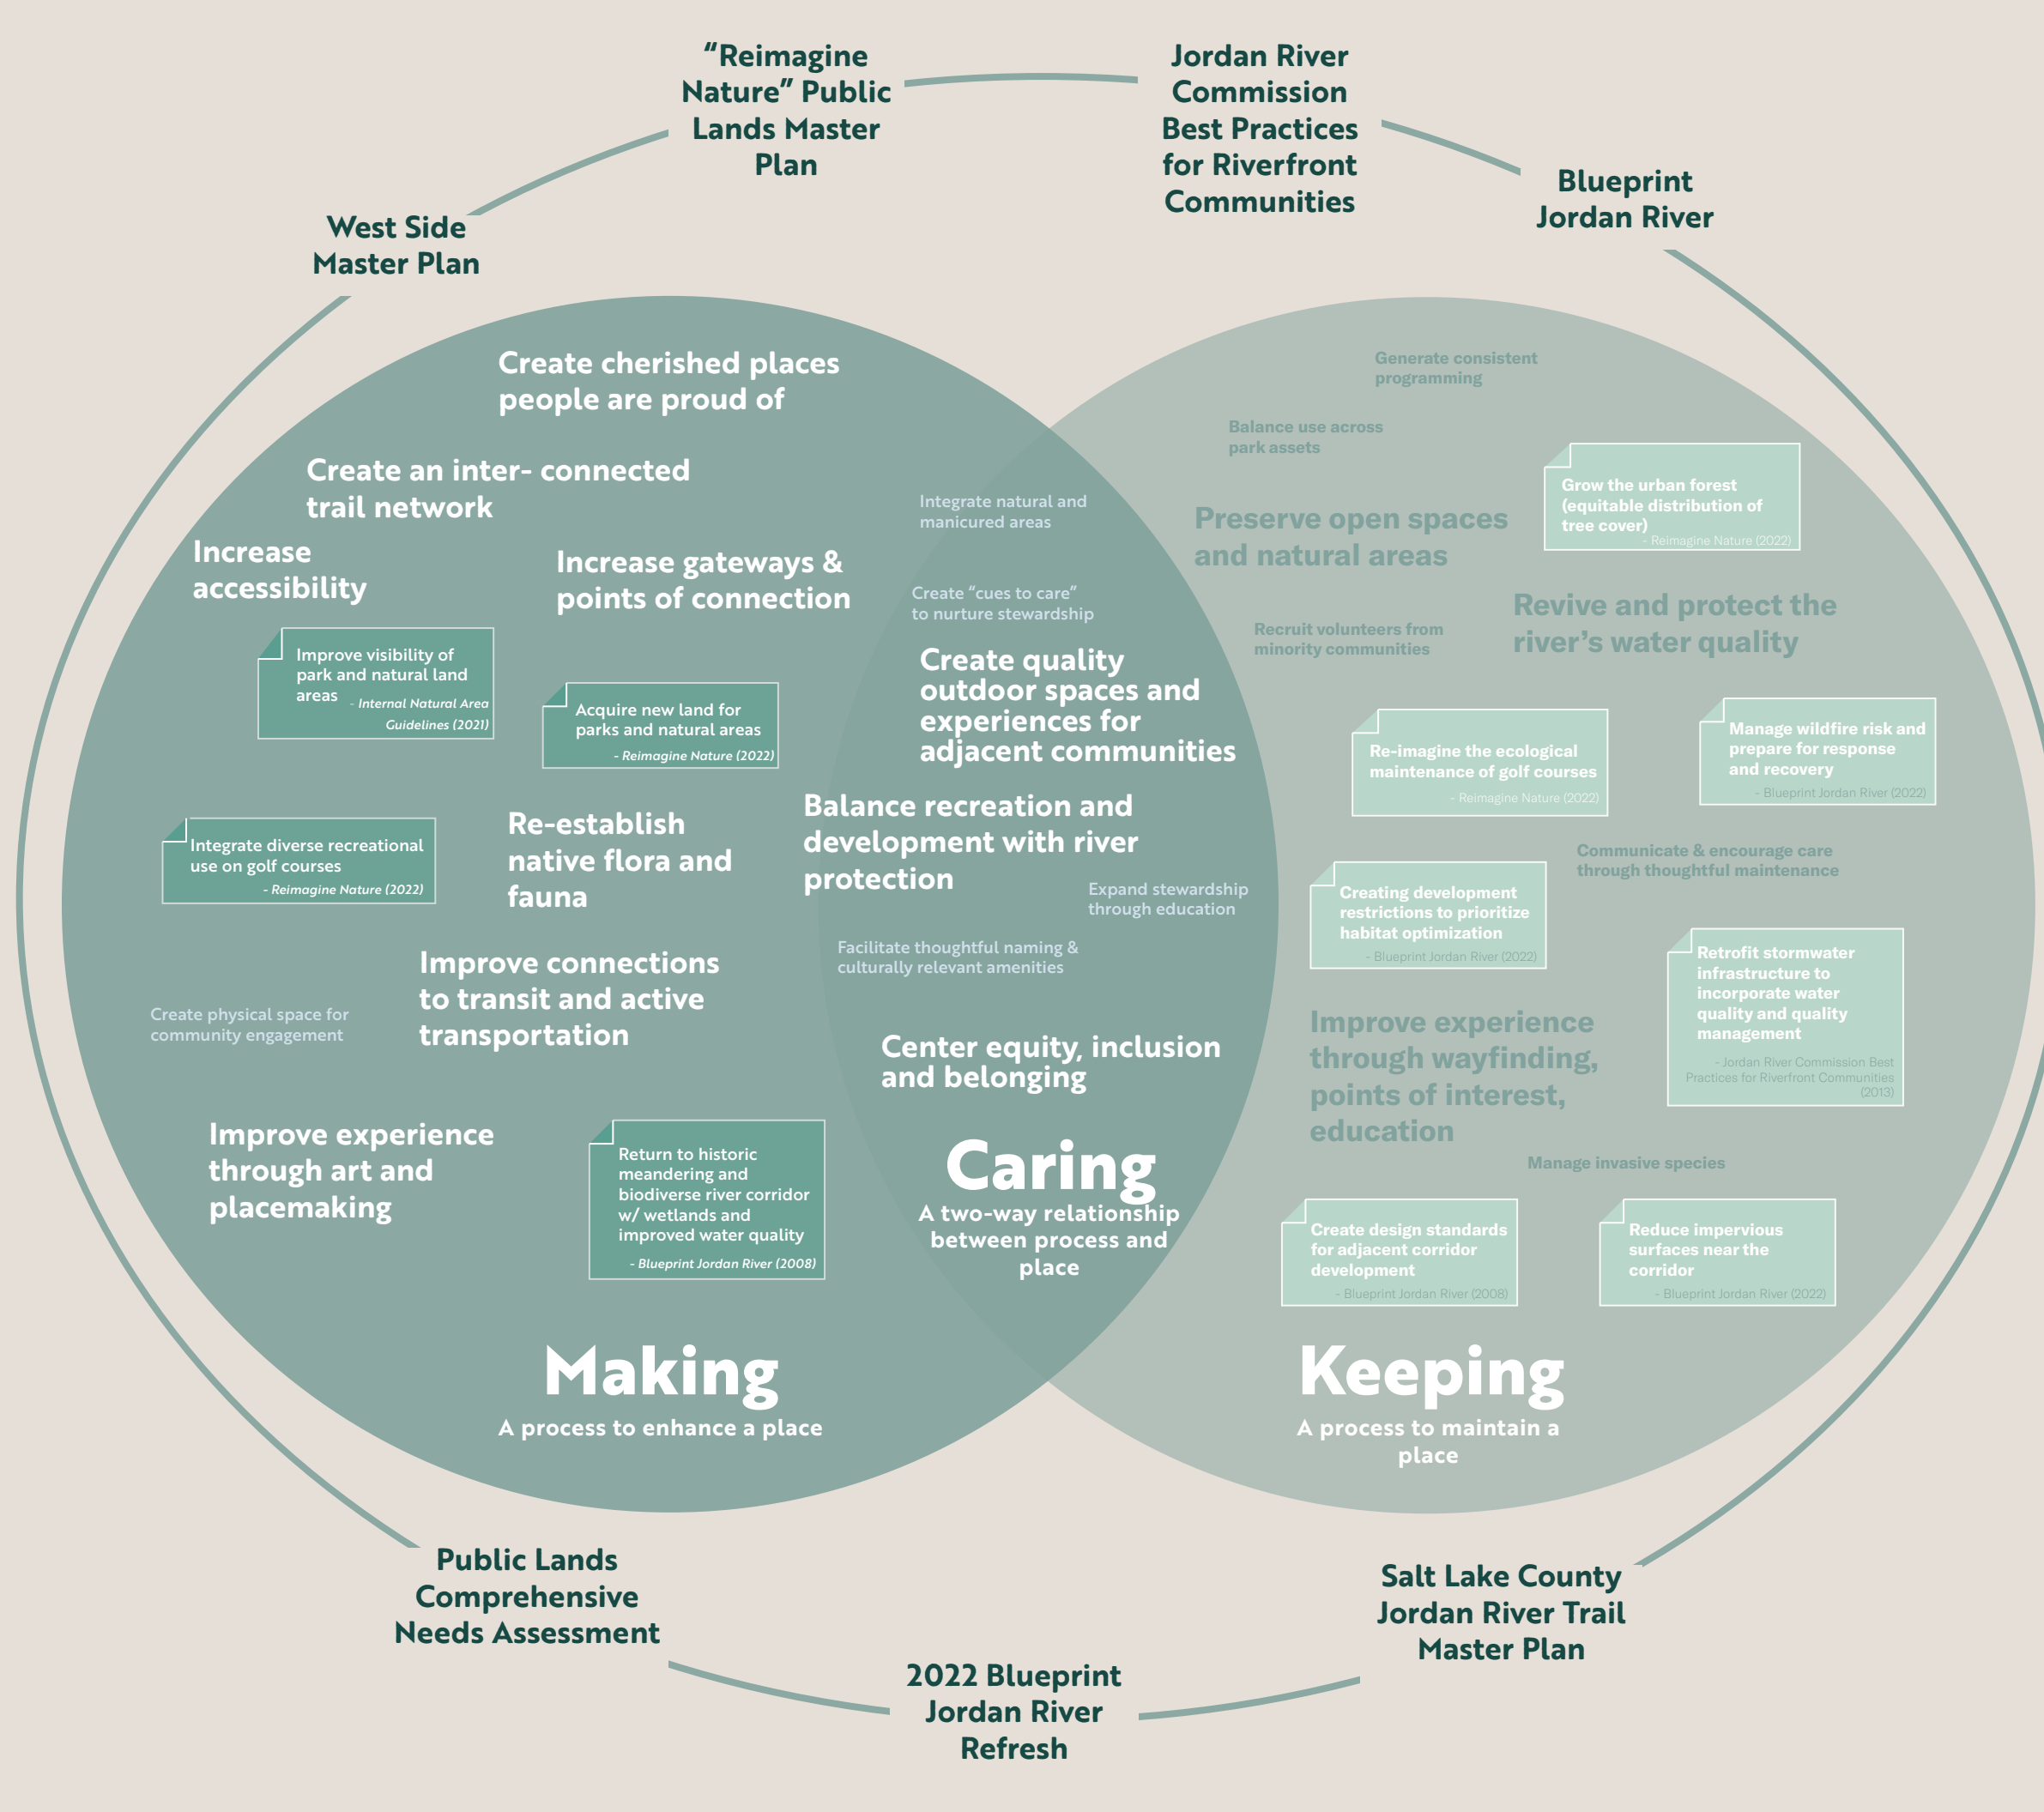 “Reimagine
Nature” Public
Lands Master
Plan
Jordan River
Commission
Best Practices
for Riverfront
Communities
Blueprint
Jordan River
West Side
Master Plan
Create cherished places
people are proud of
Create an inter- connected
trail network
Increase
accessibility
Increase gateways &
points of connection
Improve visibility of
park and natural land
areas
- Internal Natural Area
Guidelines (2021)
Acquire new land for
parks and natural areas
- Reimagine Nature (2022)
Integrate diverse recreational
use on golf courses
- Reimagine Nature (2022)
Re-establish
native flora and
fauna
Improve connections
to transit and active
transportation
Create physical space for
community engagement
Improve experience
through art and
placemaking
Return to historic
meandering and
biodiverse river corridor
w/ wetlands and
improved water quality
- Blueprint Jordan River (2008)
Making
A process to enhance a place
Integrate natural and
manicured areas
Create “cues to care”
to nurture stewardship
Create quality
outdoor spaces and
experiences for
adjacent communities
Balance recreation and
development with river
protection
Expand stewardship
through education
Facilitate thoughtful naming &
culturally relevant amenities
Center equity, inclusion
and belonging
Caring
A two-way relationship
between process and
place
Generate consistent
programming
Balance use across
park assets
Preserve open spaces
and natural areas
Grow the urban forest
(equitable distribution of
tree cover)
- Reimagine Nature (2022)
Revive and protect the
river’s water quality
Recruit volunteers from
minority communities
Re-imagine the ecological
maintenance of golf courses
- Reimagine Nature (2022)
Manage wildfire risk and
prepare for response
and recovery
- Blueprint Jordan River (2022)
Communicate & encourage care
through thoughtful maintenance
Creating development
restrictions to prioritize
habitat optimization
- Blueprint Jordan River (2022)
Retrofit stormwater
infrastructure to
incorporate water
quality and quality
management
- Jordan River Commission Best
Practices for Riverfront Communities
(2013)
Improve experience
through wayfinding,
points of interest,
education
Manage invasive species
Create design standards
for adjacent corridor
development
- Blueprint Jordan River (2008)
Reduce impervious
surfaces near the
corridor
- Blueprint Jordan River (2022)
Keeping
A process to maintain a
place
Public Lands
Comprehensive
Needs Assessment
2022 Blueprint
Jordan River
Refresh
Salt Lake County
Jordan River Trail
Master Plan